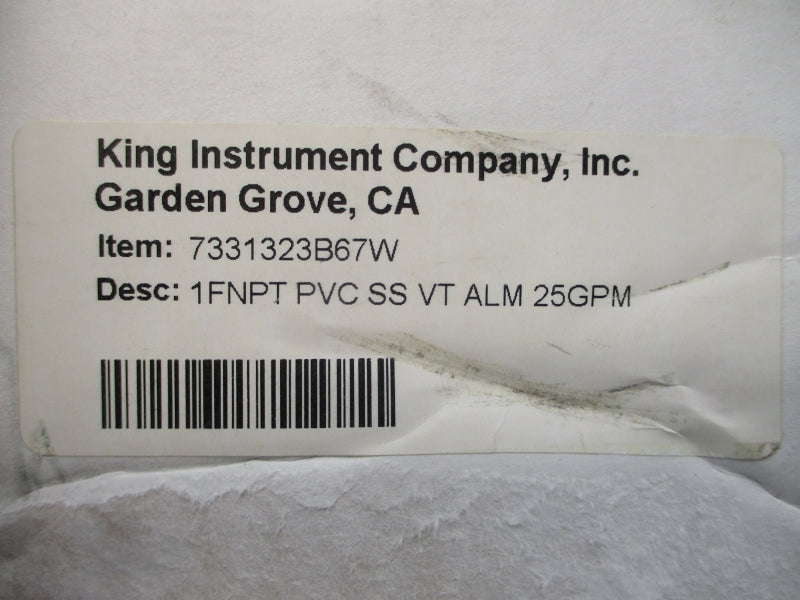 King Instrument Company, Inc.
Garden Grove, CA
Item: 7331323B67W
Desc: 1FNPT PVC SS VT ALM 25GPM